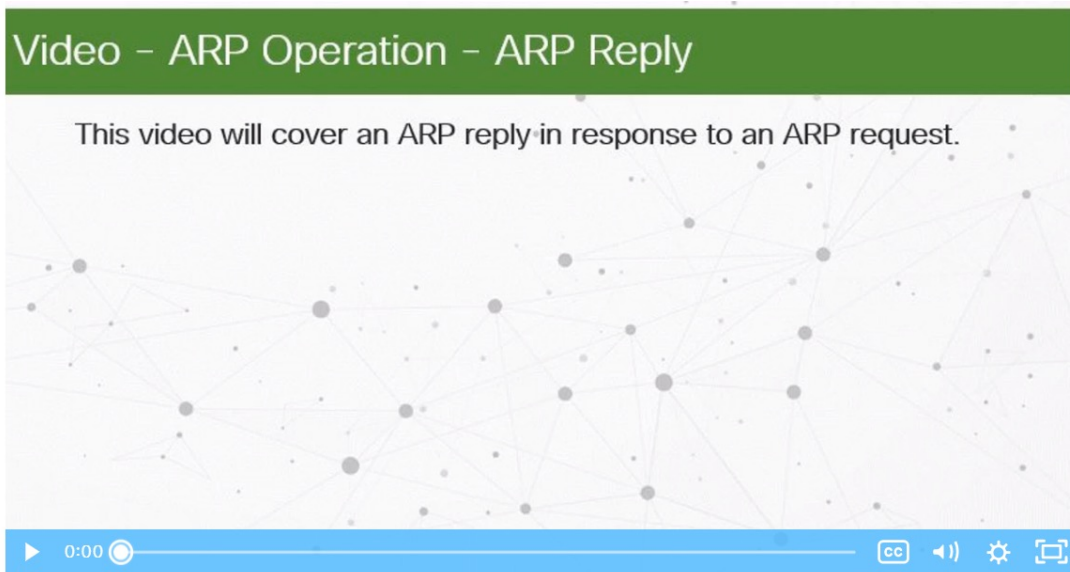 Video - ARP Operation - ARP Reply
This video will cover an ARP reply in response to an ARP request.
0:00
CC